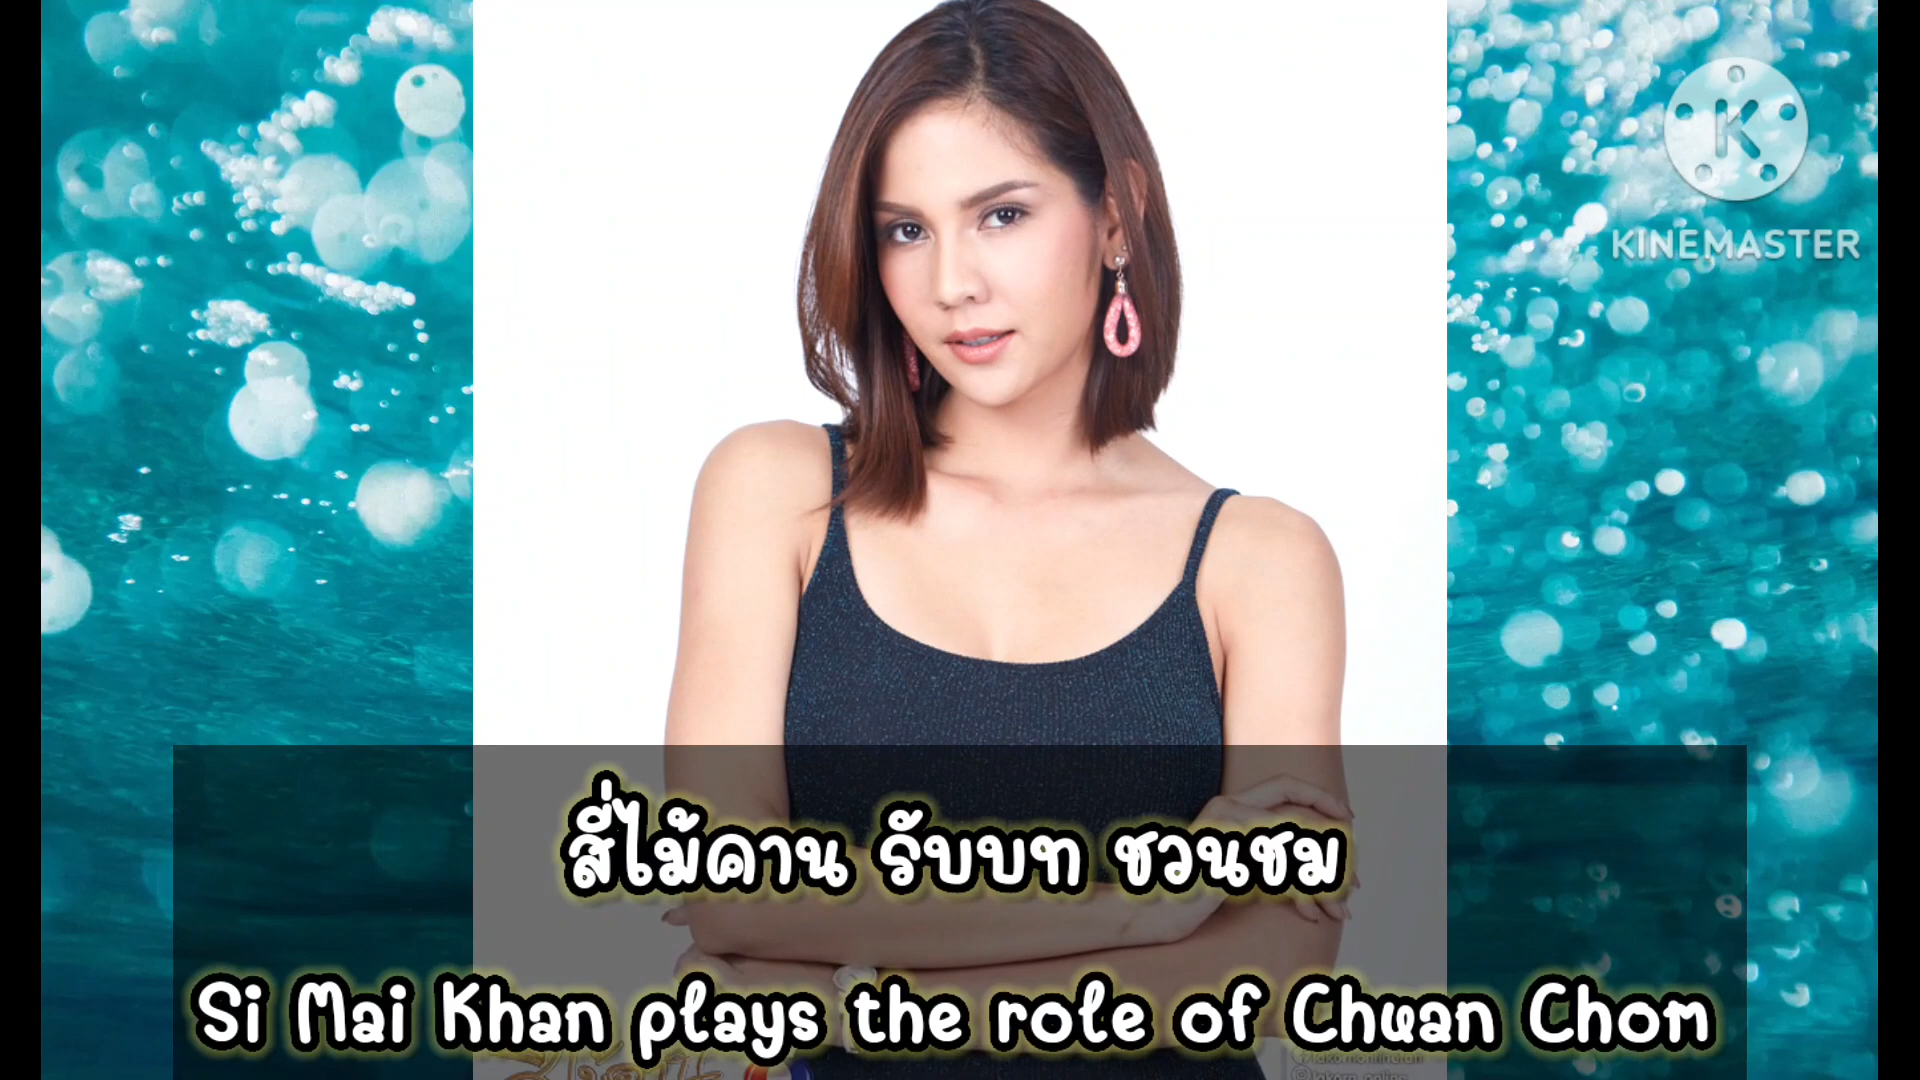 KINEMASTER
สี่ไม้คาน รับบท ชวนชม
Si Mai Khan plays the role of Chuan Chom